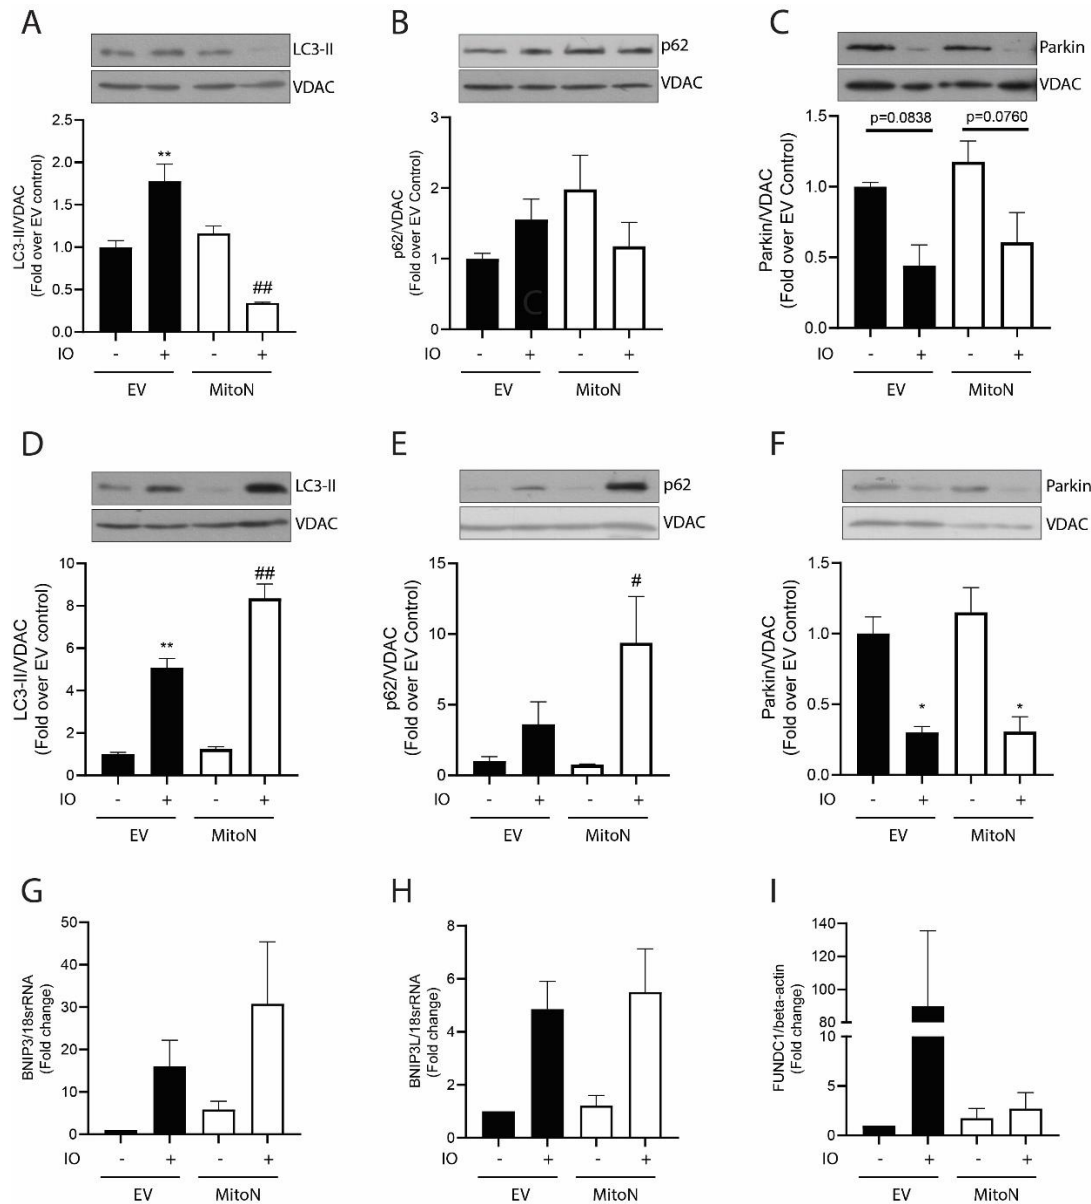 A
LC3-II
VDAC
LC3-II/VDAC
(Fold over EV control)
2.5
2.0
1.5
1.0
0.5
0.0
**
##
IO - + - +
EV MitoN
B
p62
VDAC
p62/VDAC
(Fold over EV Control)
3
2
1
0
C
IO - + - +
EV MitoN
C
Parkin
VDAC
p=0.0838 p=0.0760
Parkin/VDAC
(Fold over EV Control)
1.5
1.0
0.5
0.0
IO - + - +
EV MitoN
D
LC3-II
VDAC
LC3-II/VDAC
(Fold over EV Control)
10
8
6
4
2
0
**
##
IO - + - +
EV MitoN
E
p62
VDAC
p62/VDAC
(Fold over EV Control)
15
10
5
0
#
IO - + - +
EV MitoN
F
Parkin
VDAC
Parkin/VDAC
(Fold over EV Control)
1.5
1.0
0.5
0.0
* *
IO - + - +
EV MitoN
G
BNIP3/18srRNA
(Fold change)
50
40
30
20
10
0
IO - + - +
EV MitoN
H
BNIP3L/18srRNA
(Fold change)
8
6
4
2
0
IO - + - +
EV MitoN
I
FUNDC1/beta-actin
(Fold change)
140
120
100
80
10
5
0
IO - + - +
EV MitoN